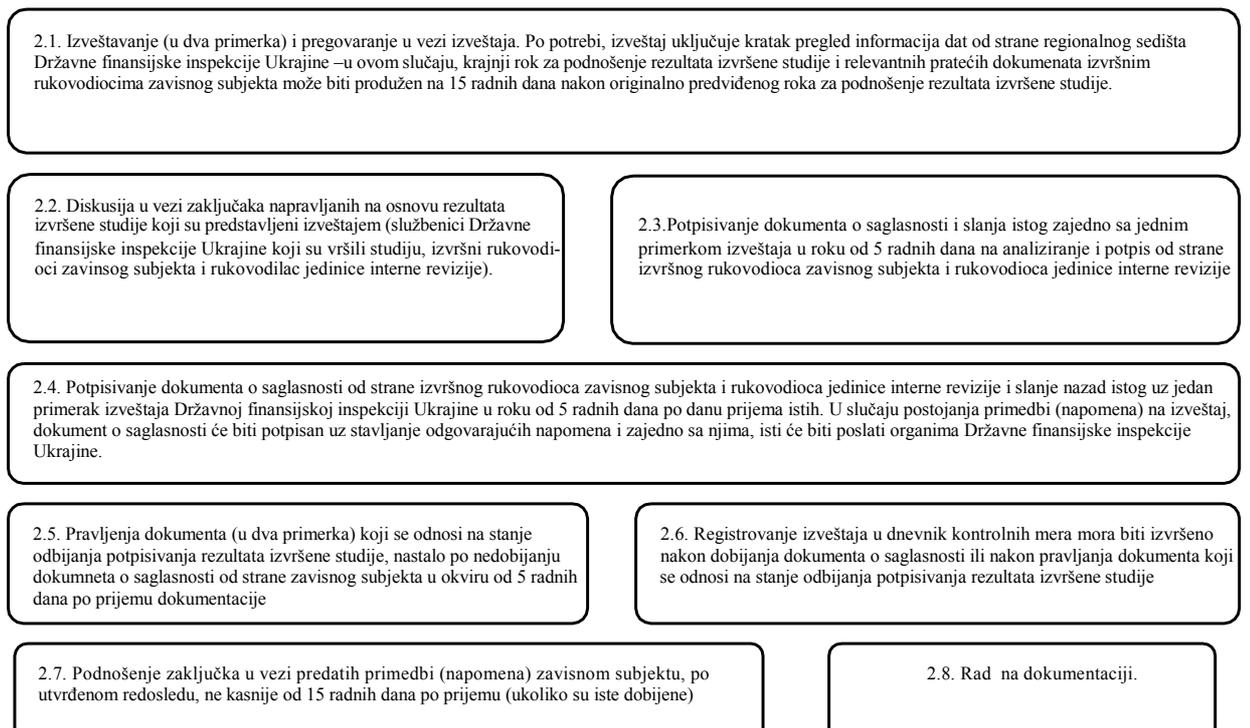 2.1. Izveštavanje (u dva primerka) i pregovaranje u vezi izveštaja. Po potrebi, izveštaj uključuje kratak pregled informacija dat od strane regionalnog sedišta
Državne finansijske inspekcije Ukrajine –u ovom slučaju, krajnji rok za podnošenje rezultata izvršene studije i relevantnih pratećih dokumenata izvršnim
rukovodiocima zavisnog subjekta može biti produžen na 15 radnih dana nakon originalno predviđenog roka za podnošenje rezultata izvršene studije.
2.2. Diskusija u vezi zaključaka napravljanih na osnovu rezultata
izvršene studije koji su predstavljeni izveštajem (službenici Državne
finansijske inspekcije Ukrajine koji su vršili studiju, izvršni rukovodi-
oci zavinsog subjekta i rukovodilac jedinice interne revizije).
2.3.Potpisivanje dokumenta o saglasnosti i slanja istog zajedno sa jednim
primerkom izveštaja u roku od 5 radnih dana na analiziranje i potpis od strane
izvršnog rukovodioca zavisnog subjekta i rukovodioca jedinice interne revizije
2.4. Potpisivanje dokumenta o saglasnosti od strane izvršnog rukovodioca zavisnog subjekta i rukovodioca jedinice interne revizije i slanje nazad istog uz jedan
primerak izveštaja Državnoj finansijskoj inspekciji Ukrajine u roku od 5 radnih dana po danu prijema istih. U slučaju postojanja primedbi (napomena) na izveštaj,
dokument o saglasnosti će biti potpisan uz stavljanje odgovarajućih napomena i zajedno sa njima, isti će biti poslati organima Državne finansijske inspekcije
Ukrajine.
2.5. Pravljenja dokumenta (u dva primerka) koji se odnosi na stanje
odbijanja potpisivanja rezultata izvršene studije, nastalo po nedobijanju
dokumneta o saglasnosti od strane zavisnog subjekta u okviru od 5 radnih
dana po prijemu dokumentacije
2.6. Registrovanje izveštaja u dnevnik kontrolnih mera mora biti izvršeno
nakon dobijanja dokumenta o saglasnosti ili nakon pravljanja dokumenta koji
se odnosi na stanje odbijanja potpisivanja rezultata izvršene studije
2.7. Podnošenje zaključka u vezi predatih primedbi (napomena) zavisnom subjektu, po
utvrđenom redosledu, ne kasnije od 15 radnih dana po prijemu (ukoliko su iste dobijene)
2.8. Rad na dokumentaciji.